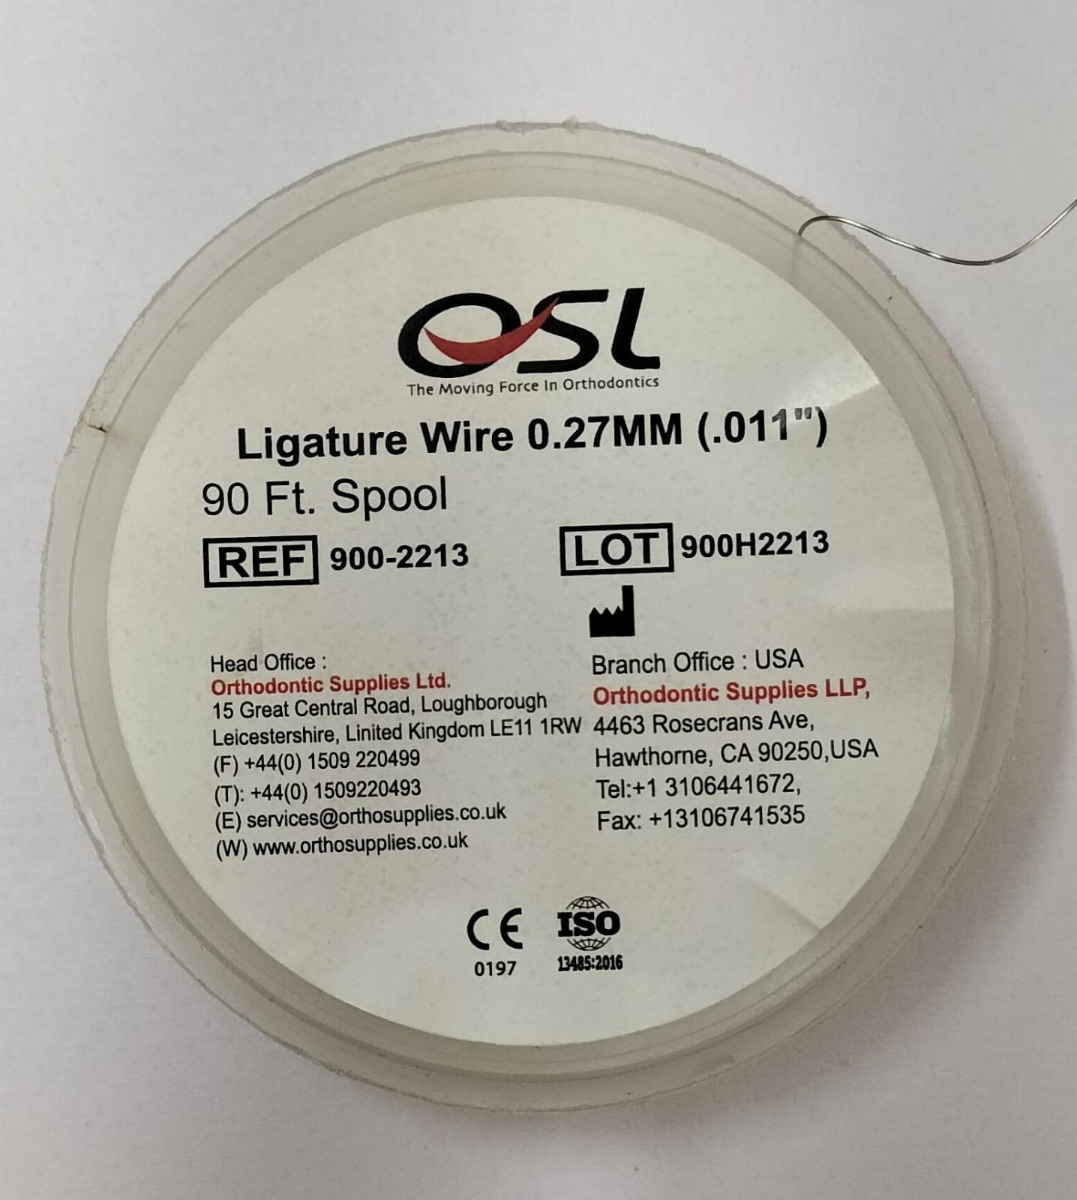 OSL
The Moving Force In Orthodontics
Ligature Wire 0.27MM (.011")
90 Ft. Spool
REF 900-2213
LOT 900H2213
Head Office :
Orthodontic Supplies Ltd.
15 Great Central Road, Loughborough
Leicestershire, Linited Kingdom LE11 1RW
(F) +44(0) 1509 220499
(T): +44(0) 1509220493
(E) services@orthosupplies.co.uk
(W) www.orthosupplies.co.uk
Branch Office : USA
Orthodontic Supplies LLP,
4463 Rosecrans Ave,
Hawthorne, CA 90250,USA
Tel:+1 3106441672,
Fax: +13106741535
CE
0197
ISO
13485:2016